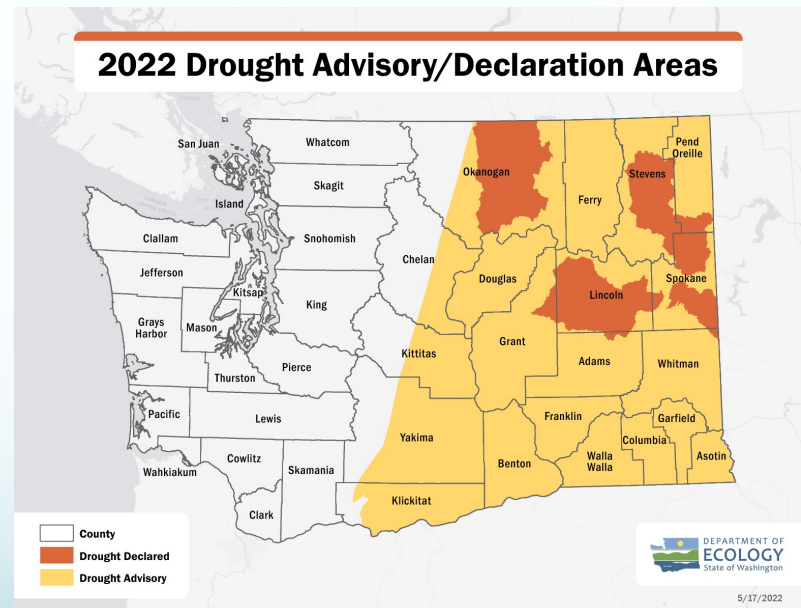 2022 Drought Advisory/Declaration Areas
CANADA
CANADA
San Juan
Whatcom
Okanogan
Pend
Oreille
Stevens
Skagit
Ferry
Island
Clallam
Snohomish
Chelan
Douglas
Spokane
Jefferson
Kitsap
King
Lincoln
Grays
Harbor
Mason
Grant
Kittitas
Adams
Whitman
Pierce
Thurston
Pacific
Lewis
Franklin
Garfield
Yakima
Columbia
Walla
Walla
Asotin
Benton
Cowlitz
Skamania
Wahkiakum
Klickitat
Clark
County
Drought Declared
Drought Advisory
DEPARTMENT OF
ECOLOGY
State of Washington
5/17/2022